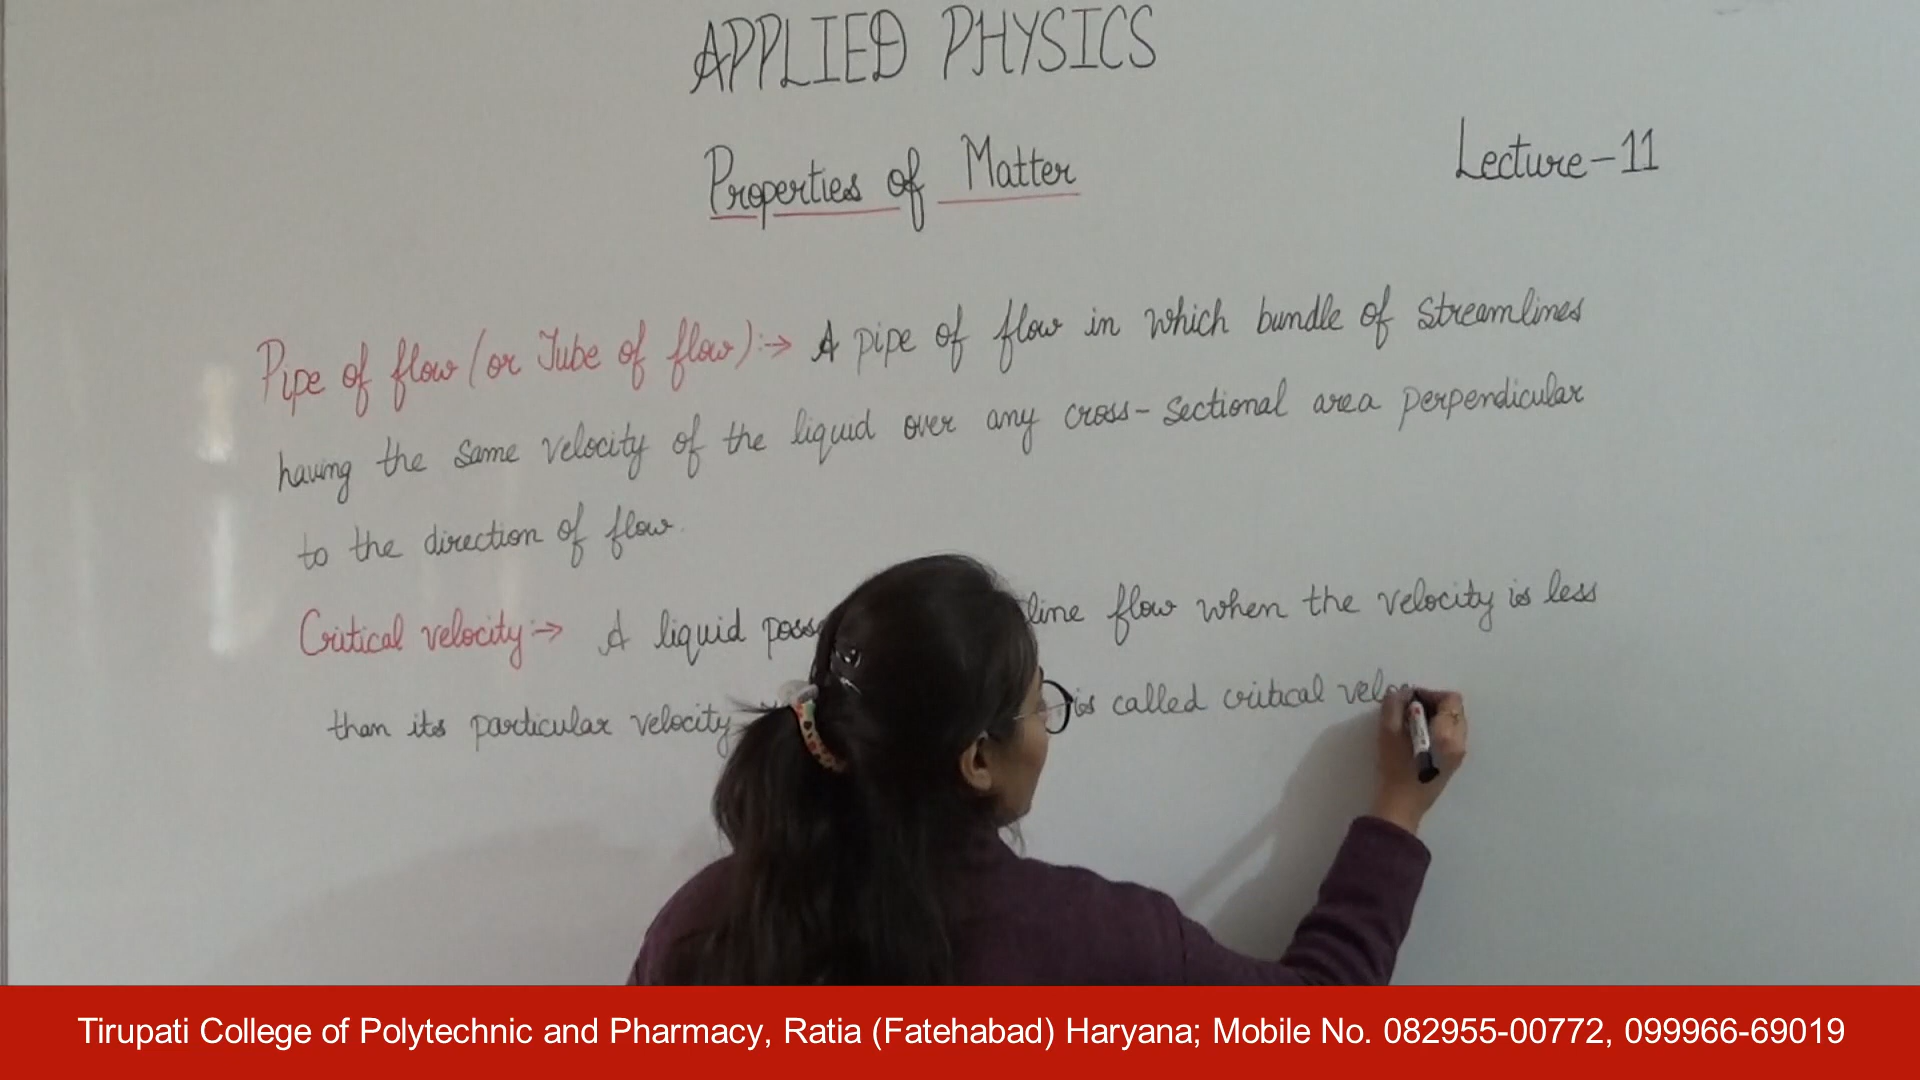 APPLIED PHYSICS
Properties of Matter
Lecture-11
Pipe of flow (or Tube of flow):→ A pipe of flow in which bundle of streamlines
having the same velocity of the liquid over any cross-sectional area perpendicular
to the direction of flow.
Critical velocity:→ A liquid line flow when the velocity is less
than its particular velocity is called critical
Tirupati College of Polytechnic and Pharmacy, Ratia (Fatehabad) Haryana; Mobile No. 082955-00772, 099966-69019